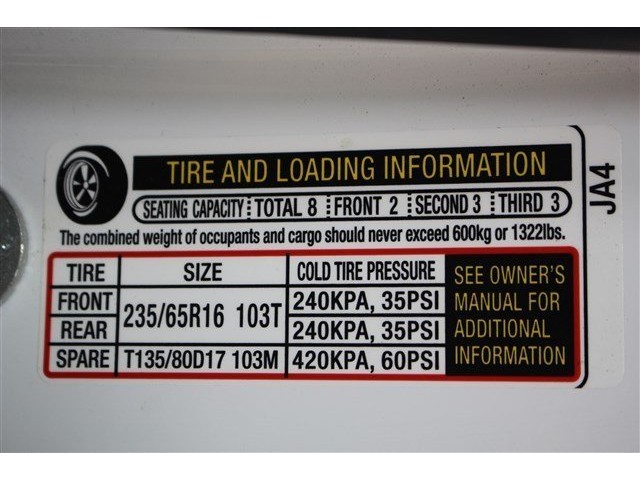 TIRE AND LOADING INFORMATION
SEATING CAPACITY TOTAL 8 FRONT 2 SECOND 3 THIRD 3
The combined weight of occupants and cargo should never exceed 600kg or 1322lbs.
TIRE SIZE COLD TIRE PRESSURE
FRONT 235/65R16 103T 240KPA, 35PSI
REAR 240KPA, 35PSI
SPARE T135/80D17 103M 420KPA, 60PSI
SEE OWNER'S
MANUAL FOR
ADDITIONAL
INFORMATION
JA4